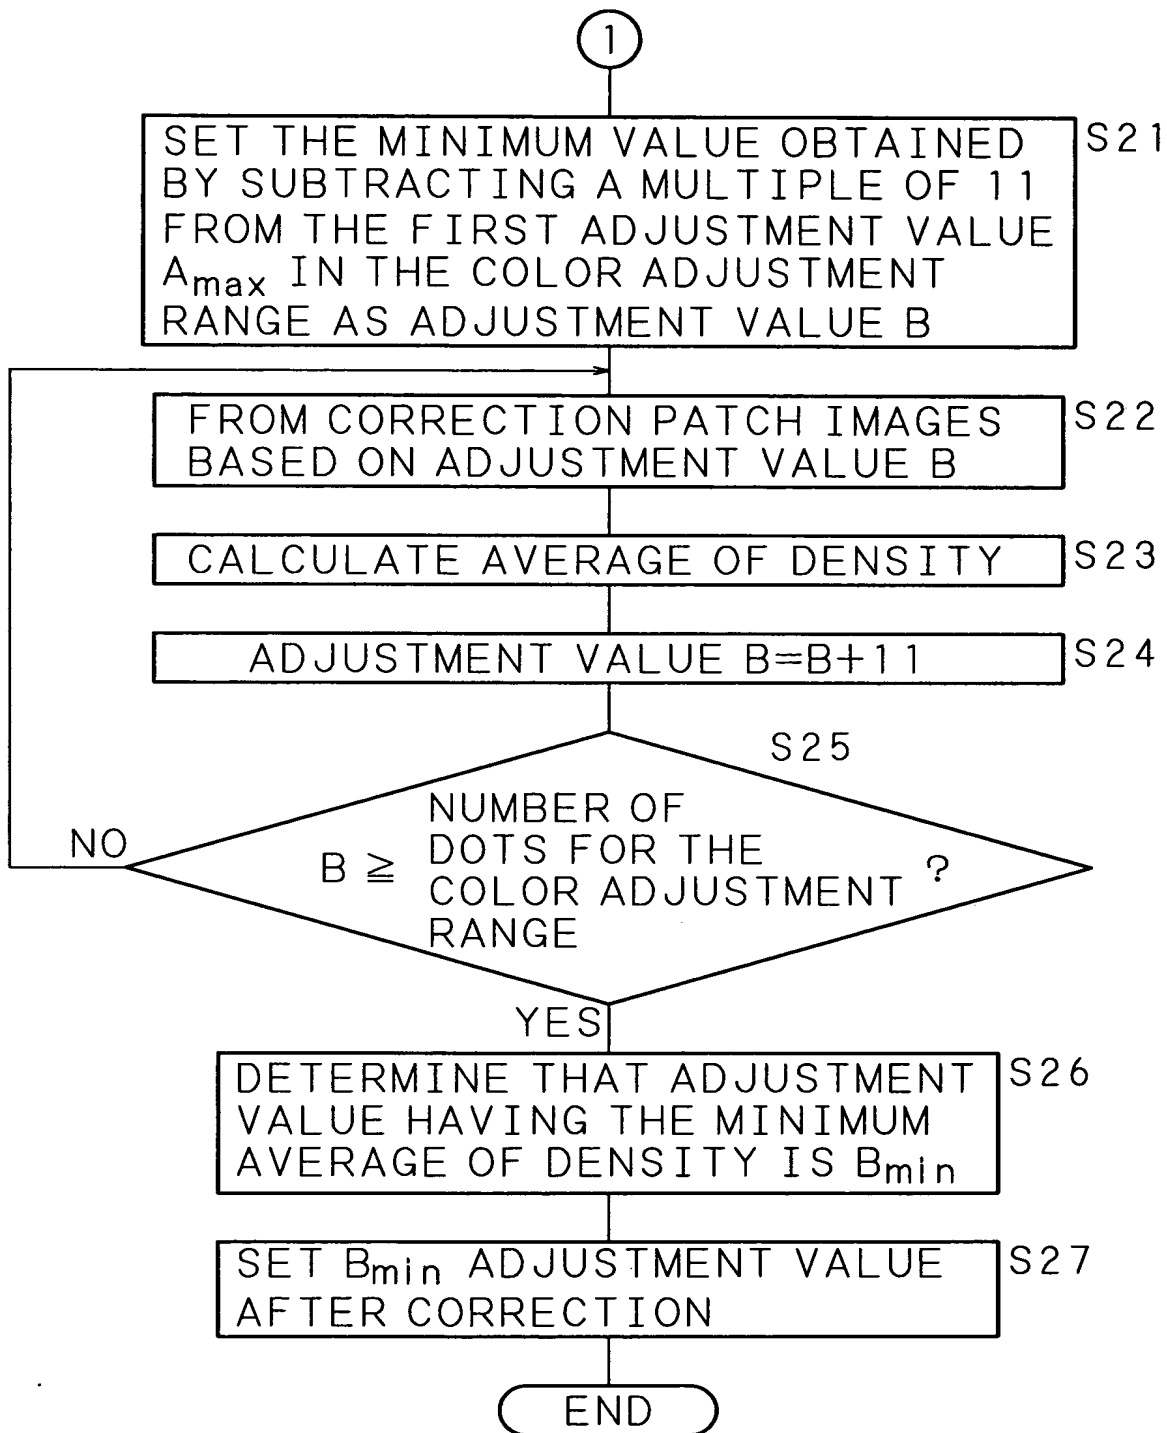 1
SET THE MINIMUM VALUE OBTAINED
BY SUBTRACTING A MULTIPLE OF 11
FROM THE FIRST ADJUSTMENT VALUE
Amax IN THE COLOR ADJUSTMENT
RANGE AS ADJUSTMENT VALUE B
S21
FROM CORRECTION PATCH IMAGES
BASED ON ADJUSTMENT VALUE B
S22
CALCULATE AVERAGE OF DENSITY
S23
ADJUSTMENT VALUE B=B+11
S24
S25
NUMBER OF
DOTS FOR THE
B ≧ COLOR ADJUSTMENT ?
RANGE
NO
YES
DETERMINE THAT ADJUSTMENT
VALUE HAVING THE MINIMUM
AVERAGE OF DENSITY IS Bmin
S26
SET Bmin ADJUSTMENT VALUE
AFTER CORRECTION
S27
END